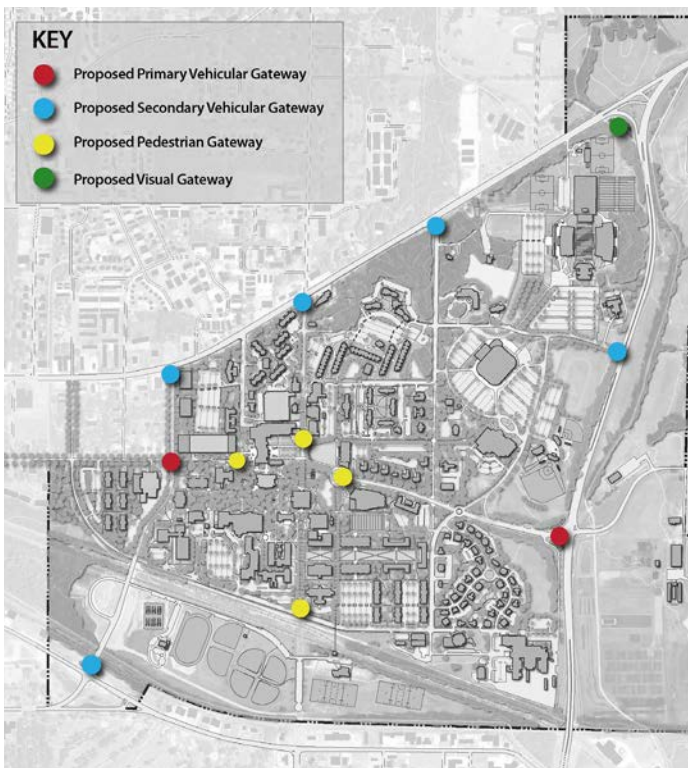 KEY
Proposed Primary Vehicular Gateway
Proposed Secondary Vehicular Gateway
Proposed Pedestrian Gateway
Proposed Visual Gateway